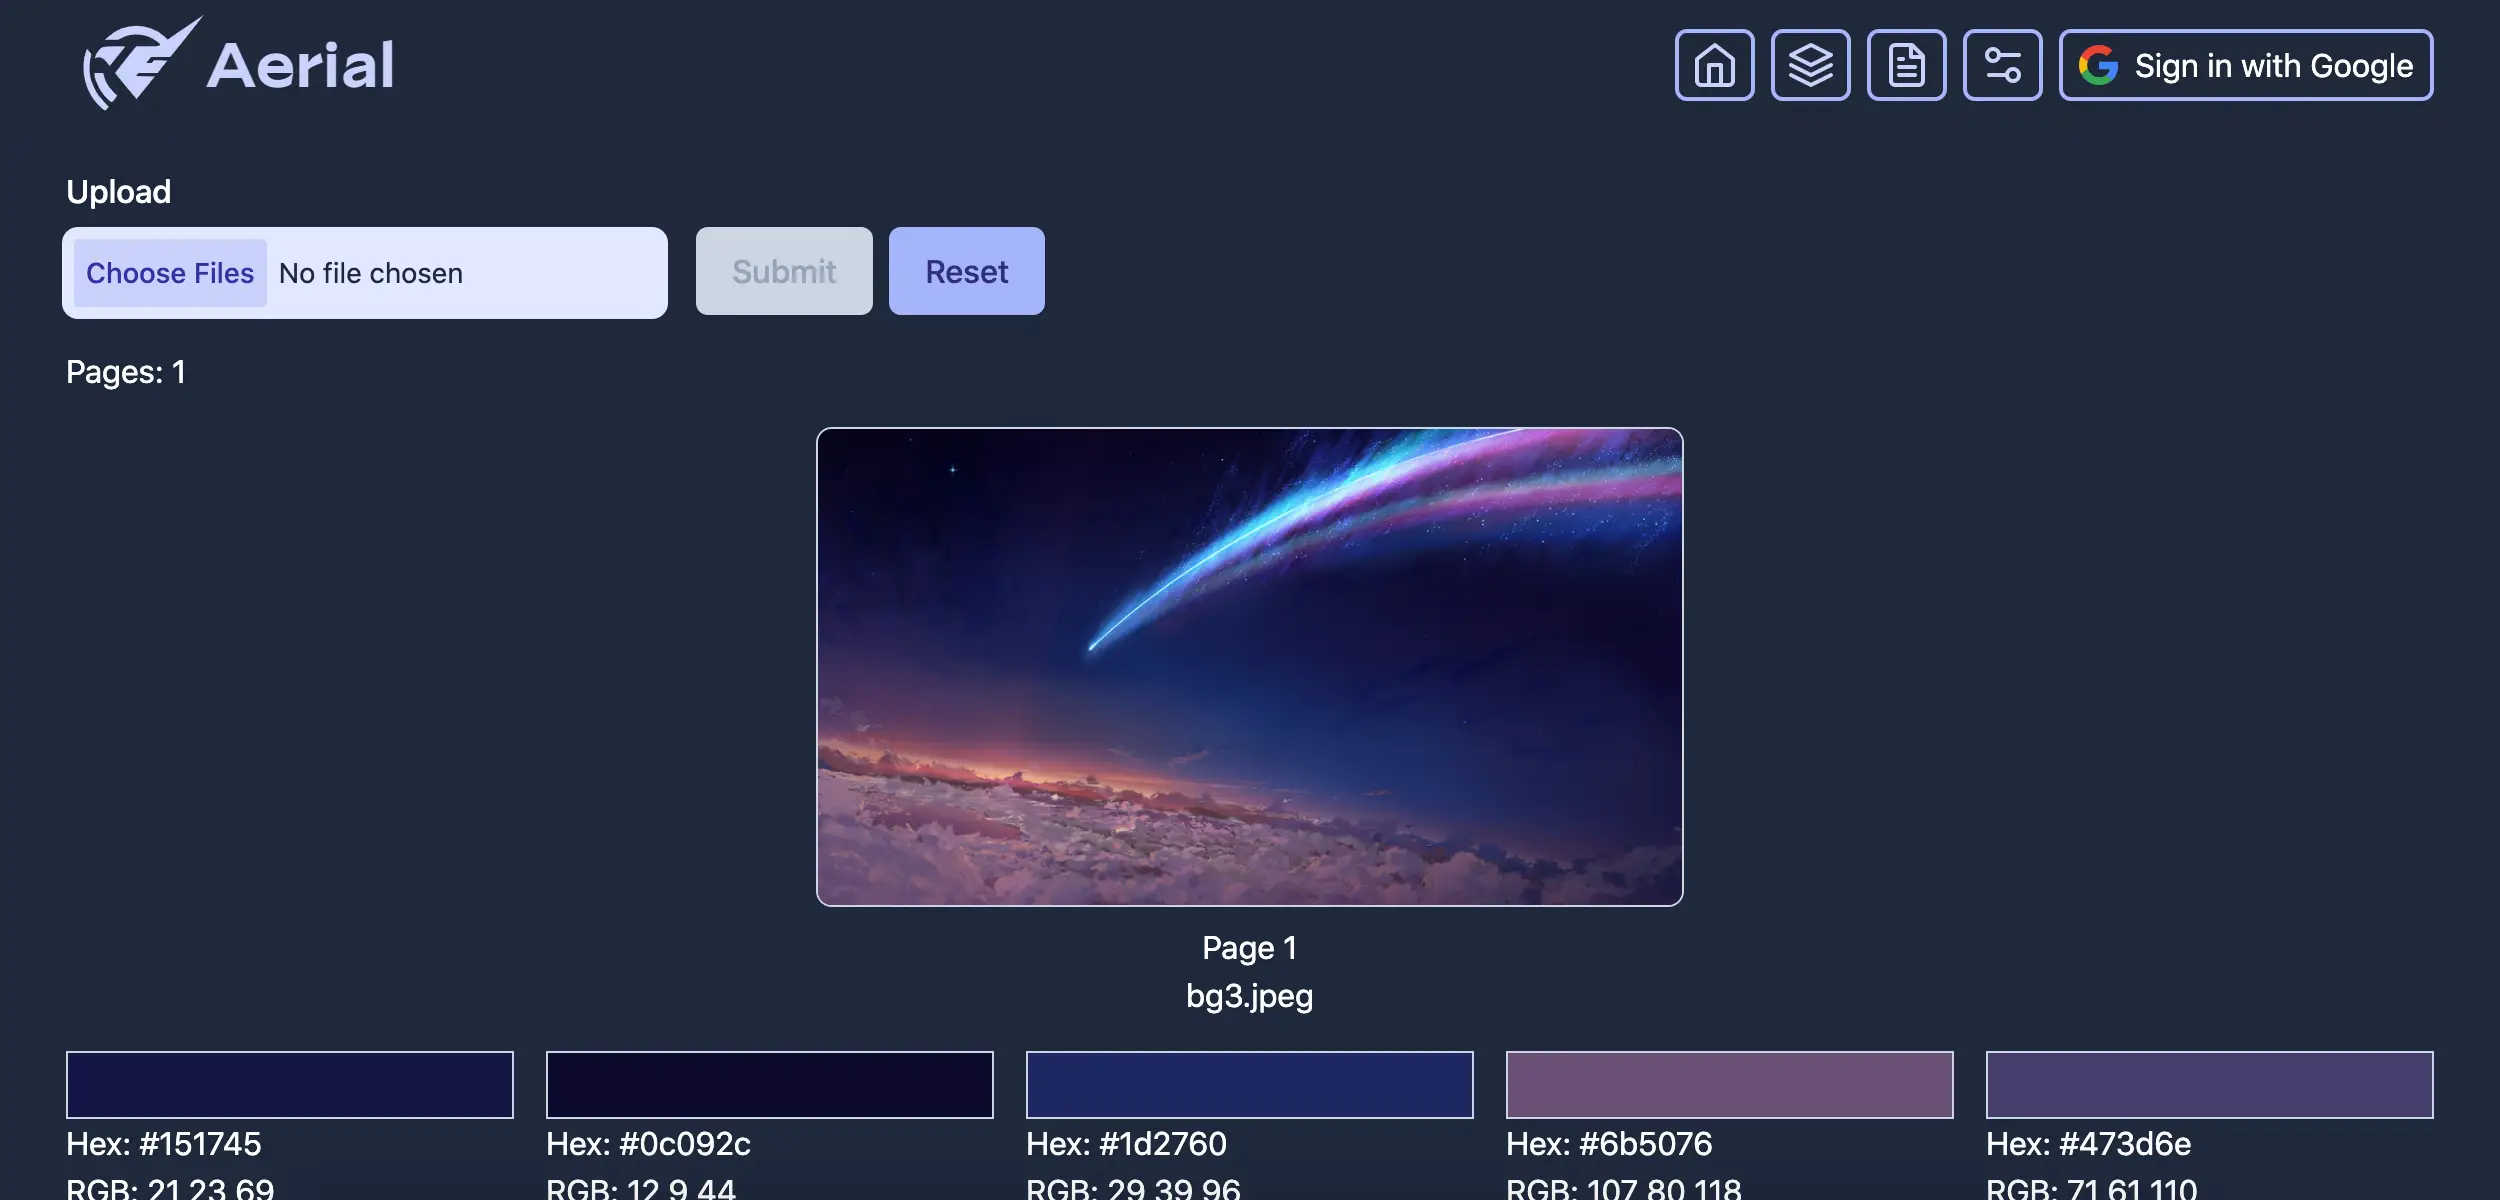 Aerial
Sign in with Google
Upload
Choose Files No file chosen
Submit
Reset
Pages: 1
Page 1
bg3.jpeg
Hex: #151745
Hex: #0c092c
Hex: #1d2760
Hex: #6b5076
Hex: #473d6e
RGB: 21 23 69
RGB: 12 9 44
RGB: 29 39 96
RGB: 107 80 118
RGB: 71 61 110